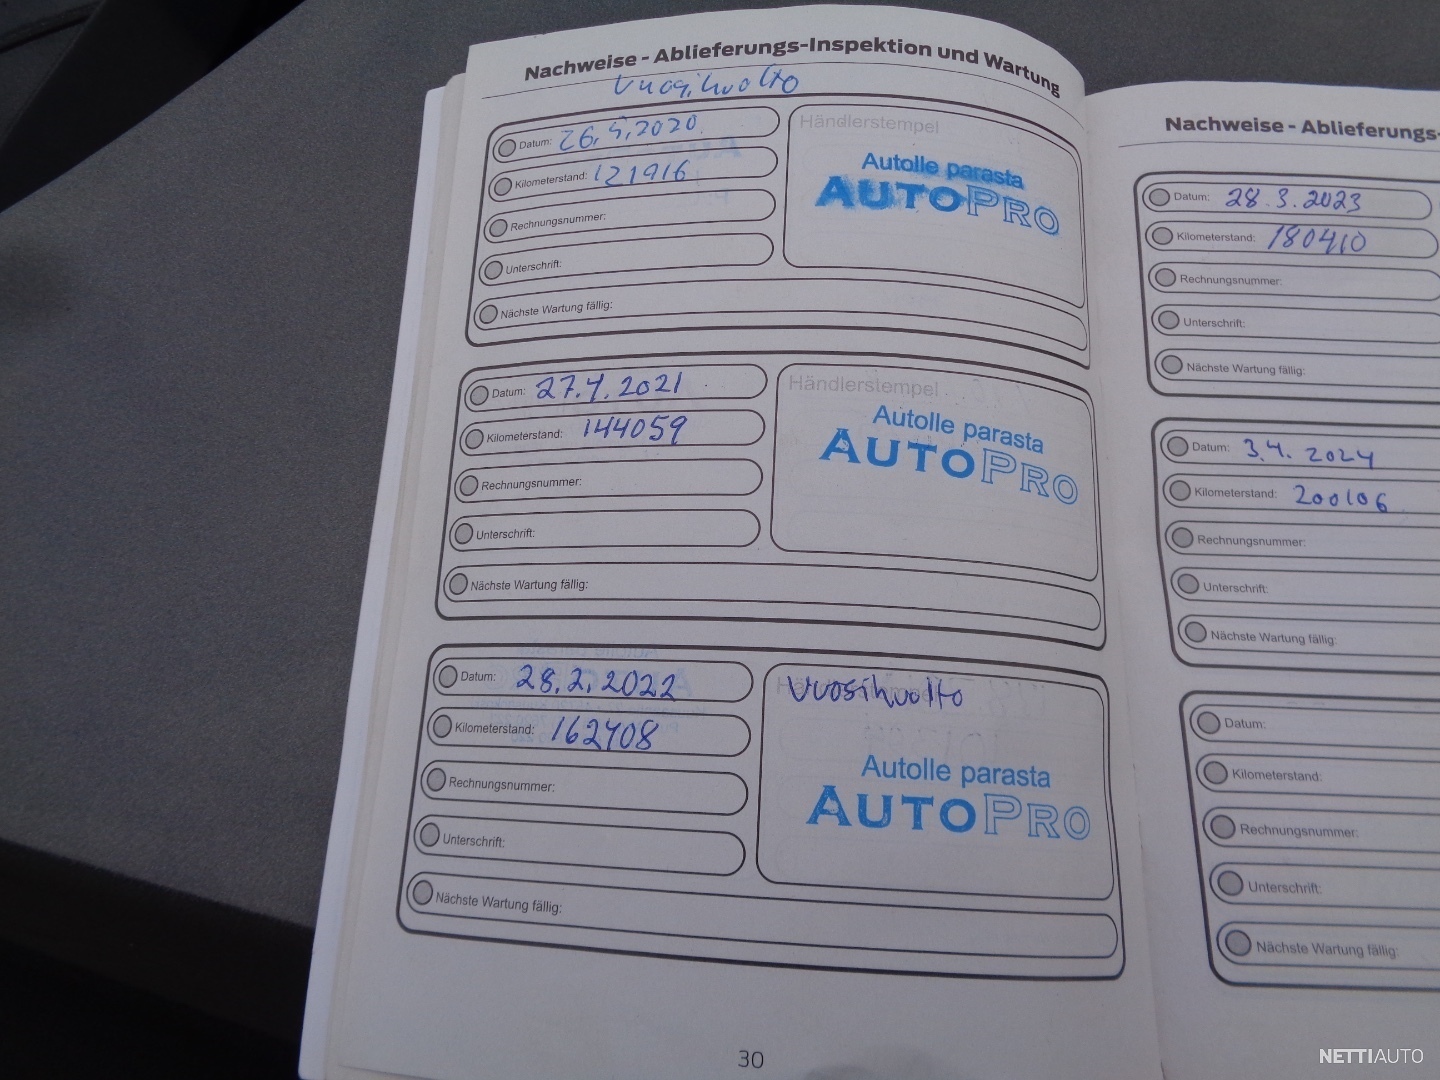 Nachweise - Ablieferungs-Inspektion und Wartung
Vuosihuolto
Datum: 26.5.2020
Kilometerstand: 121916
Rechnungsnummer:
Unterschrift:
Nächste Wartung fällig:
Händlerstempel
Autolle parasta
AUTOPRO
Datum: 27.4.2021
Kilometerstand: 144059
Rechnungsnummer:
Unterschrift:
Nächste Wartung fällig:
Händlerstempel
Autolle parasta
AUTOPRO
Datum: 28.2.2022
Kilometerstand: 162408
Rechnungsnummer:
Unterschrift:
Nächste Wartung fällig:
Vuosihuolto
Autolle parasta
AUTOPRO
30
Nachweise - Ablieferungs-
Datum: 28.3.2023
Kilometerstand: 180410
Rechnungsnummer:
Unterschrift:
Nächste Wartung fällig:
Datum: 3.4.2024
Kilometerstand: 200106
Rechnungsnummer:
Unterschrift:
Nächste Wartung fällig:
Datum:
Kilometerstand:
Rechnungsnummer:
Unterschrift:
Nächste Wartung fällig:
NETTIAUTO